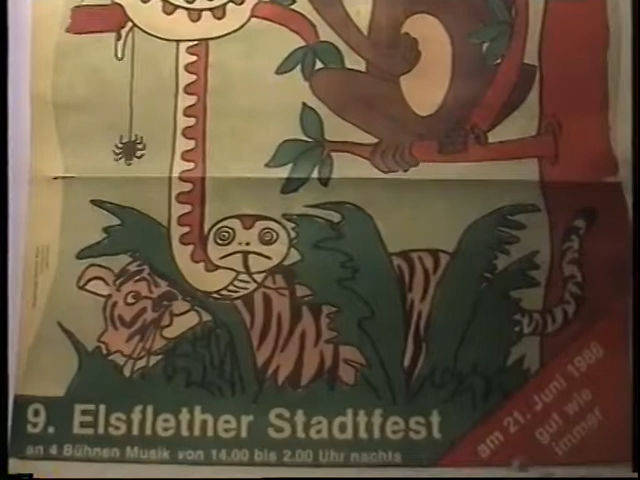 9. Elsflether Stadtfest
an 4 Bühnen Musik von 14.00 bis 2.00 Uhr nachts
am 21. Juni 1986
gut wie
immer